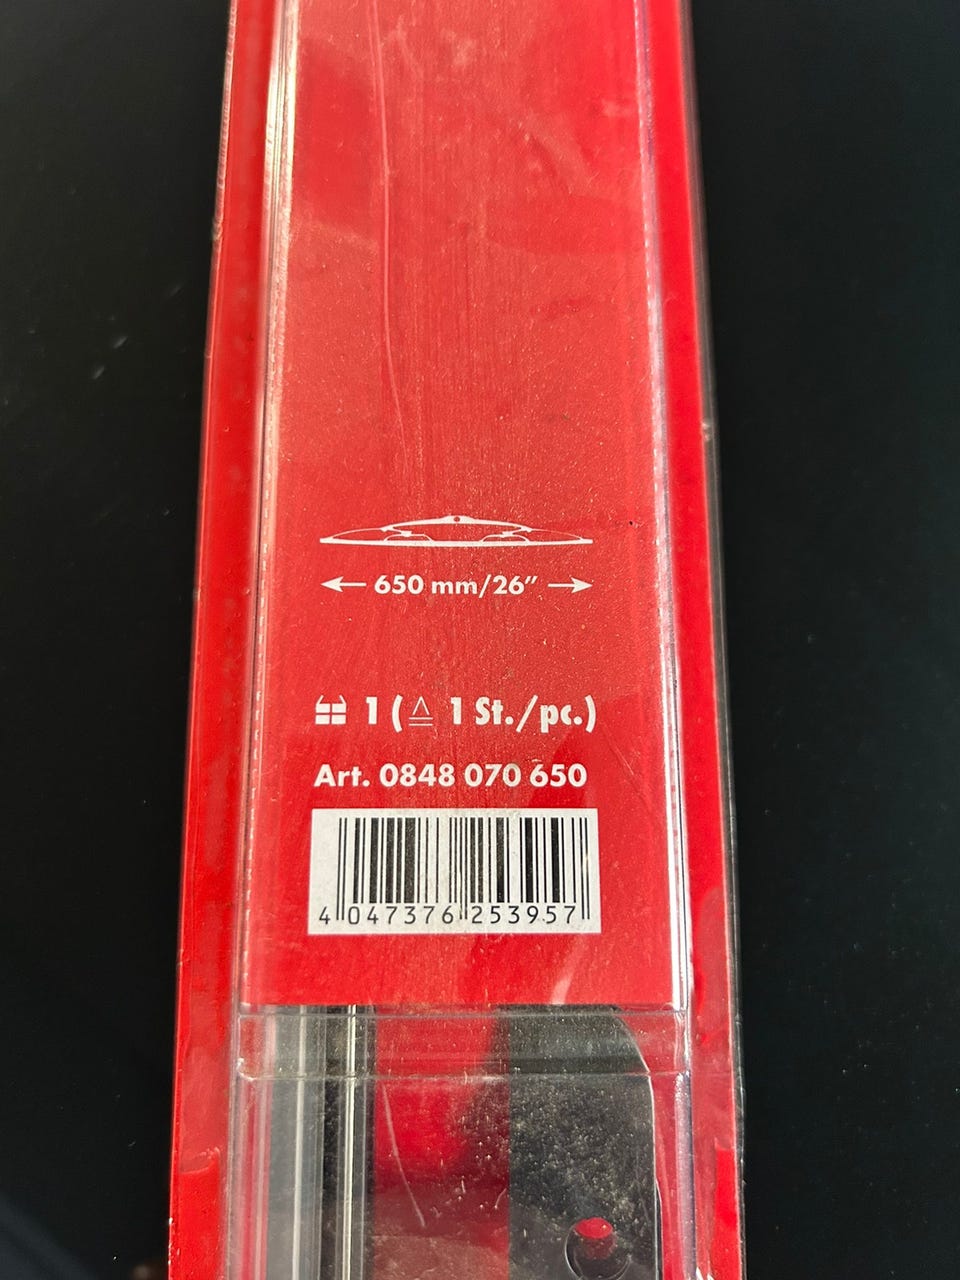 650 mm/26″
1 (≙ 1 St./pc.)
Art. 0848 070 650
4 047376 253957